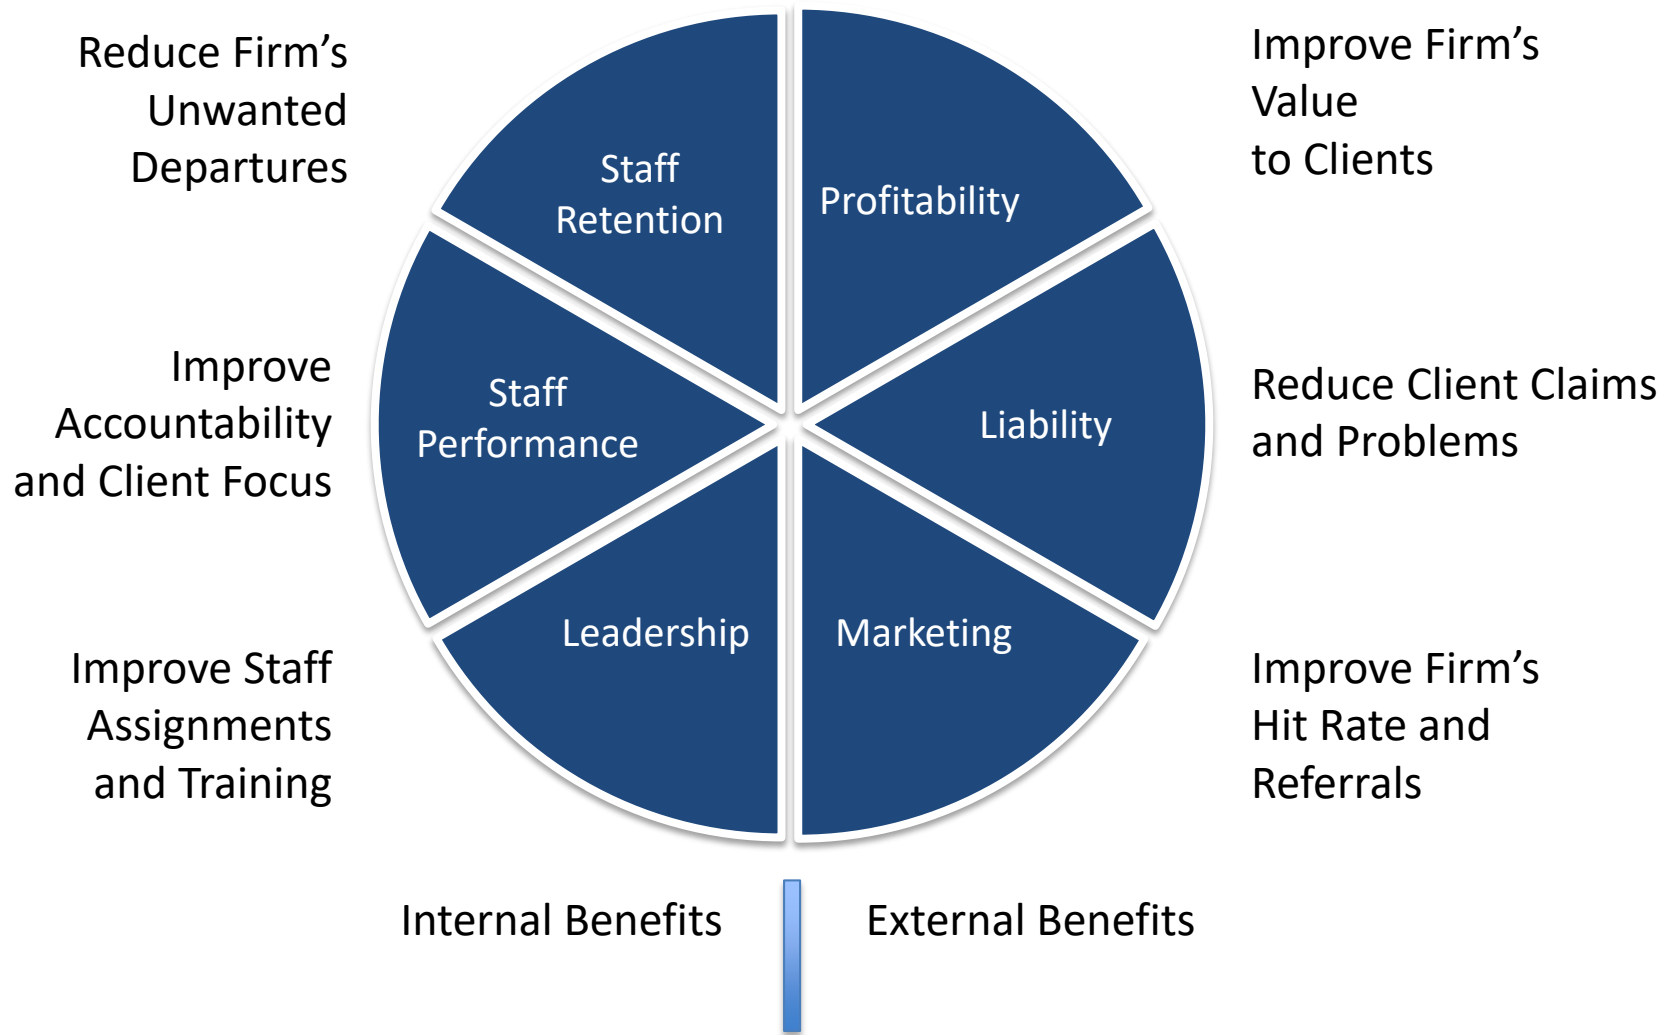 Reduce Firm’s
Unwanted
Departures
Improve Firm’s
Value
to Clients
Staff
Retention
Profitability
Improve
Accountability
and Client Focus
Staff
Performance
Liability
Reduce Client Claims
and Problems
Leadership
Marketing
Improve Staff
Assignments
and Training
Improve Firm’s
Hit Rate and
Referrals
Internal Benefits
External Benefits